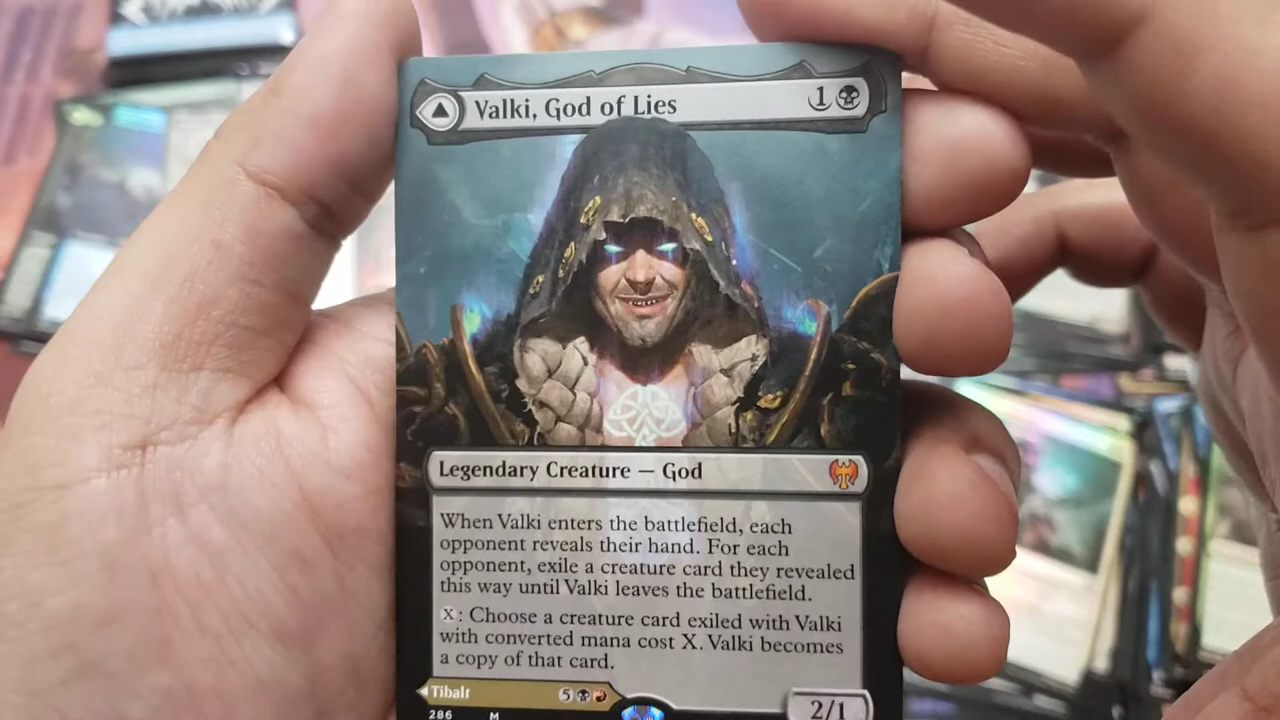 Valki, God of Lies 1
Legendary Creature — God
When Valki enters the battlefield, each
opponent reveals their hand. For each
opponent, exile a creature card they revealed
this way until Valki leaves the battlefield.
X: Choose a creature card exiled with Valki
with converted mana cost X. Valki becomes
a copy of that card.
Tibalt 5
2/1
286 M